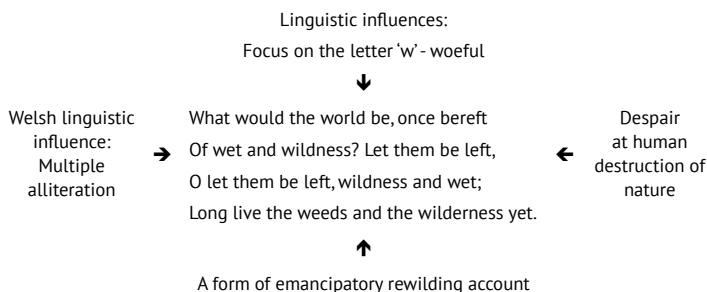 Linguistic influences:
Focus on the letter ‘w’ - woeful
Welsh linguistic
influence:
Multiple
alliteration
What would the world be, once bereft
Of wet and wildness? Let them be left,
O let them be left, wildness and wet;
Long live the weeds and the wilderness yet.
Despair
at human
destruction of
nature
A form of emancipatory rewilding account